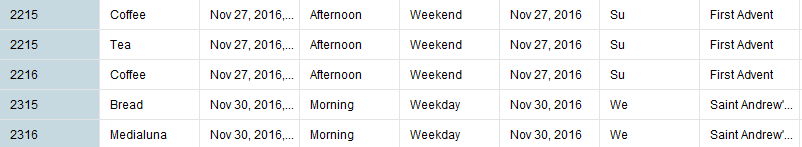 2215 Coffee Nov 27, 2016,... Afternoon Weekend Nov 27, 2016 Su First Advent
2215 Tea Nov 27, 2016,... Afternoon Weekend Nov 27, 2016 Su First Advent
2216 Coffee Nov 27, 2016,... Afternoon Weekend Nov 27, 2016 Su First Advent
2315 Bread Nov 30, 2016,... Morning Weekday Nov 30, 2016 We Saint Andrew'...
2316 Medialuna Nov 30, 2016,... Morning Weekday Nov 30, 2016 We Saint Andrew'...